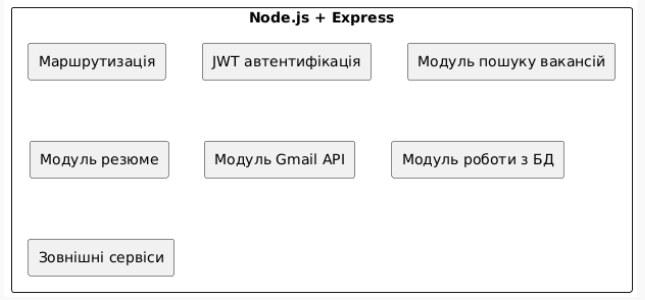 Node.js + Express
Маршрутизація
JWT автентифікація
Модуль пошуку вакансій
Модуль резюме
Модуль Gmail API
Модуль роботи з БД
Зовнішні сервіси